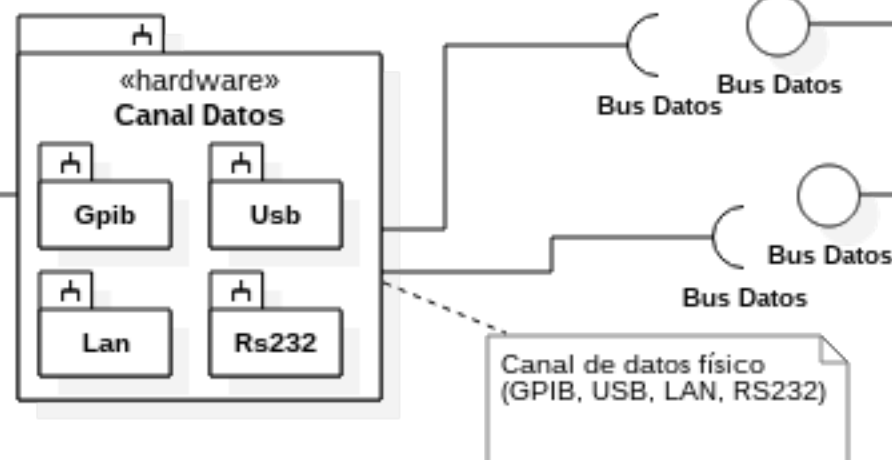 «hardware»
Canal Datos
Gpib
Usb
Lan
Rs232
Bus Datos
Bus Datos
Bus Datos
Bus Datos
Canal de datos físico
(GPIB, USB, LAN, RS232)